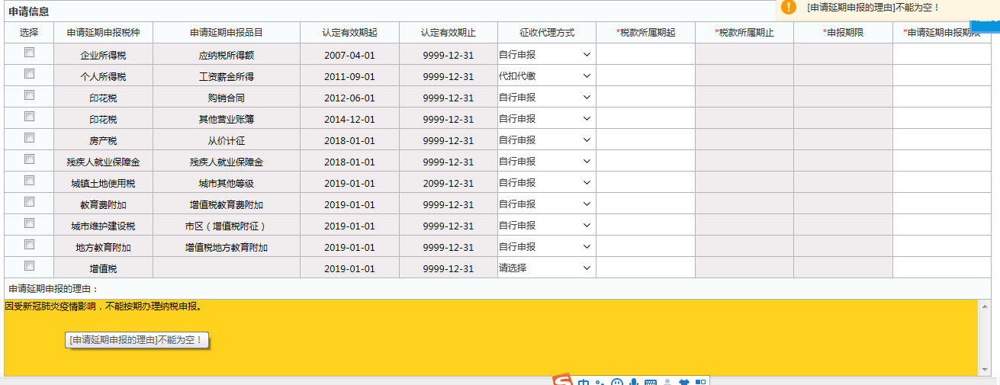 申请信息
[申请延期申报的理由]不能为空！
选择 申请延期申报税种 申请延期申报品目 认定有效期起 认定有效期止 征收代理方式 *税款所属期起 *税款所属期止 *申报期限 *申请延期申报期限
企业所得税 应纳税所得额 2007-04-01 9999-12-31 自行申报
个人所得税 工资薪金所得 2011-09-01 9999-12-31 代扣代缴
印花税 购销合同 2012-06-01 9999-12-31 自行申报
印花税 其他营业账簿 2014-12-01 9999-12-31 自行申报
房产税 从价计征 2018-01-01 9999-12-31 自行申报
残疾人就业保障金 残疾人就业保障金 2018-01-01 9999-12-31 自行申报
城镇土地使用税 城市其他等级 2019-01-01 2099-12-31 自行申报
教育费附加 增值税教育费附加 2019-01-01 9999-12-31 自行申报
城市维护建设税 市区（增值税附征） 2019-01-01 9999-12-31 自行申报
地方教育附加 增值税地方教育附加 2019-01-01 9999-12-31 自行申报
增值税 2019-01-01 9999-12-31 请选择
申请延期申报的理由：
因受新冠肺炎疫情影响，不能按期办理纳税申报。
[申请延期申报的理由]不能为空！
中